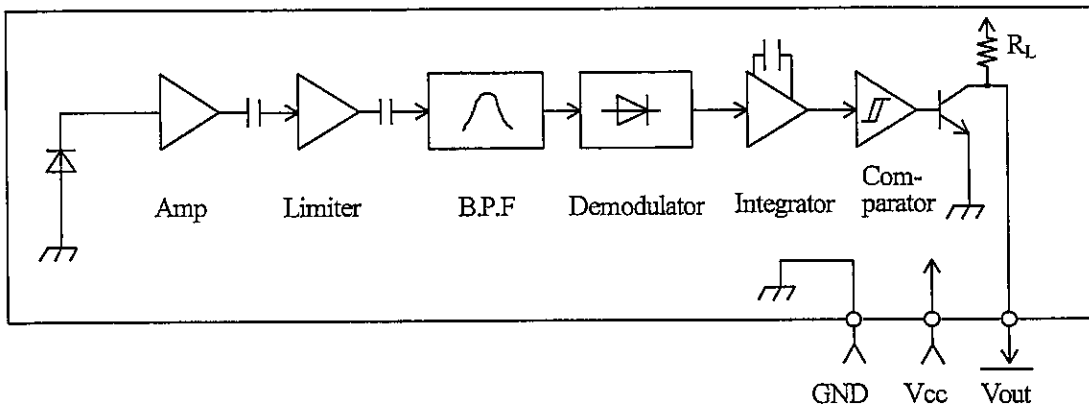 R_L
Amp
Limiter
B.P.F
Demodulator
Integrator
Com-
parator
GND
Vcc
Vout